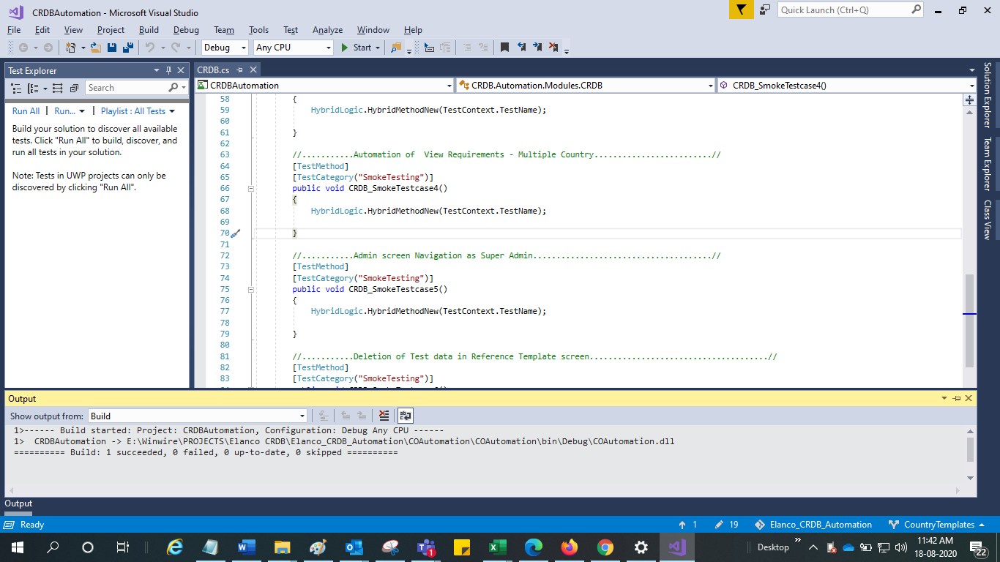 CRDBAutomation - Microsoft Visual Studio
Quick Launch (Ctrl+Q)
File Edit View Project Build Debug Team Tools Test Analyze Window Help
Debug Any CPU Start
Test Explorer
CRDB.cs
CRDBAutomation CRDB.Automation.Modules.CRDB CRDB_SmokeTestcase4()
Search
Run All | Run... | Playlist : All Tests
Build your solution to discover all available
tests. Click "Run All" to build, discover, and
run all tests in your solution.
Note: Tests in UWP projects can only be
discovered by clicking "Run All".
58 {
59 HybridLogic.HybridMethodNew(TestContext.TestName);
60
61 }
62
63 //...........Automation of  View Requirements - Multiple Country.........................//
64 [TestMethod]
65 [TestCategory("SmokeTesting")]
66 public void CRDB_SmokeTestcase4()
67 {
68 HybridLogic.HybridMethodNew(TestContext.TestName);
69
70 }
71
72 //...........Admin screen Navigation as Super Admin......................................//
73 [TestMethod]
74 [TestCategory("SmokeTesting")]
75 public void CRDB_SmokeTestcase5()
76 {
77 HybridLogic.HybridMethodNew(TestContext.TestName);
78
79 }
80
81 //...........Deletion of Test data in Reference Template screen......................................//
82 [TestMethod]
83 [TestCategory("SmokeTesting")]
Solution Explorer
Team Explorer
Class View
Output
Show output from: Build
1>------ Build started: Project: CRDBAutomation, Configuration: Debug Any CPU ------
1>  CRDBAutomation -> E:\Winwire\PROJECTS\Elanco CRDB\Elanco_CRDB_Automation\COAutomation\COAutomation\bin\Debug\COAutomation.dll
========== Build: 1 succeeded, 0 failed, 0 up-to-date, 0 skipped ==========
Output
Ready 1 19 Elanco_CRDB_Automation CountryTemplates
Desktop
11:42 AM
18-08-2020
22